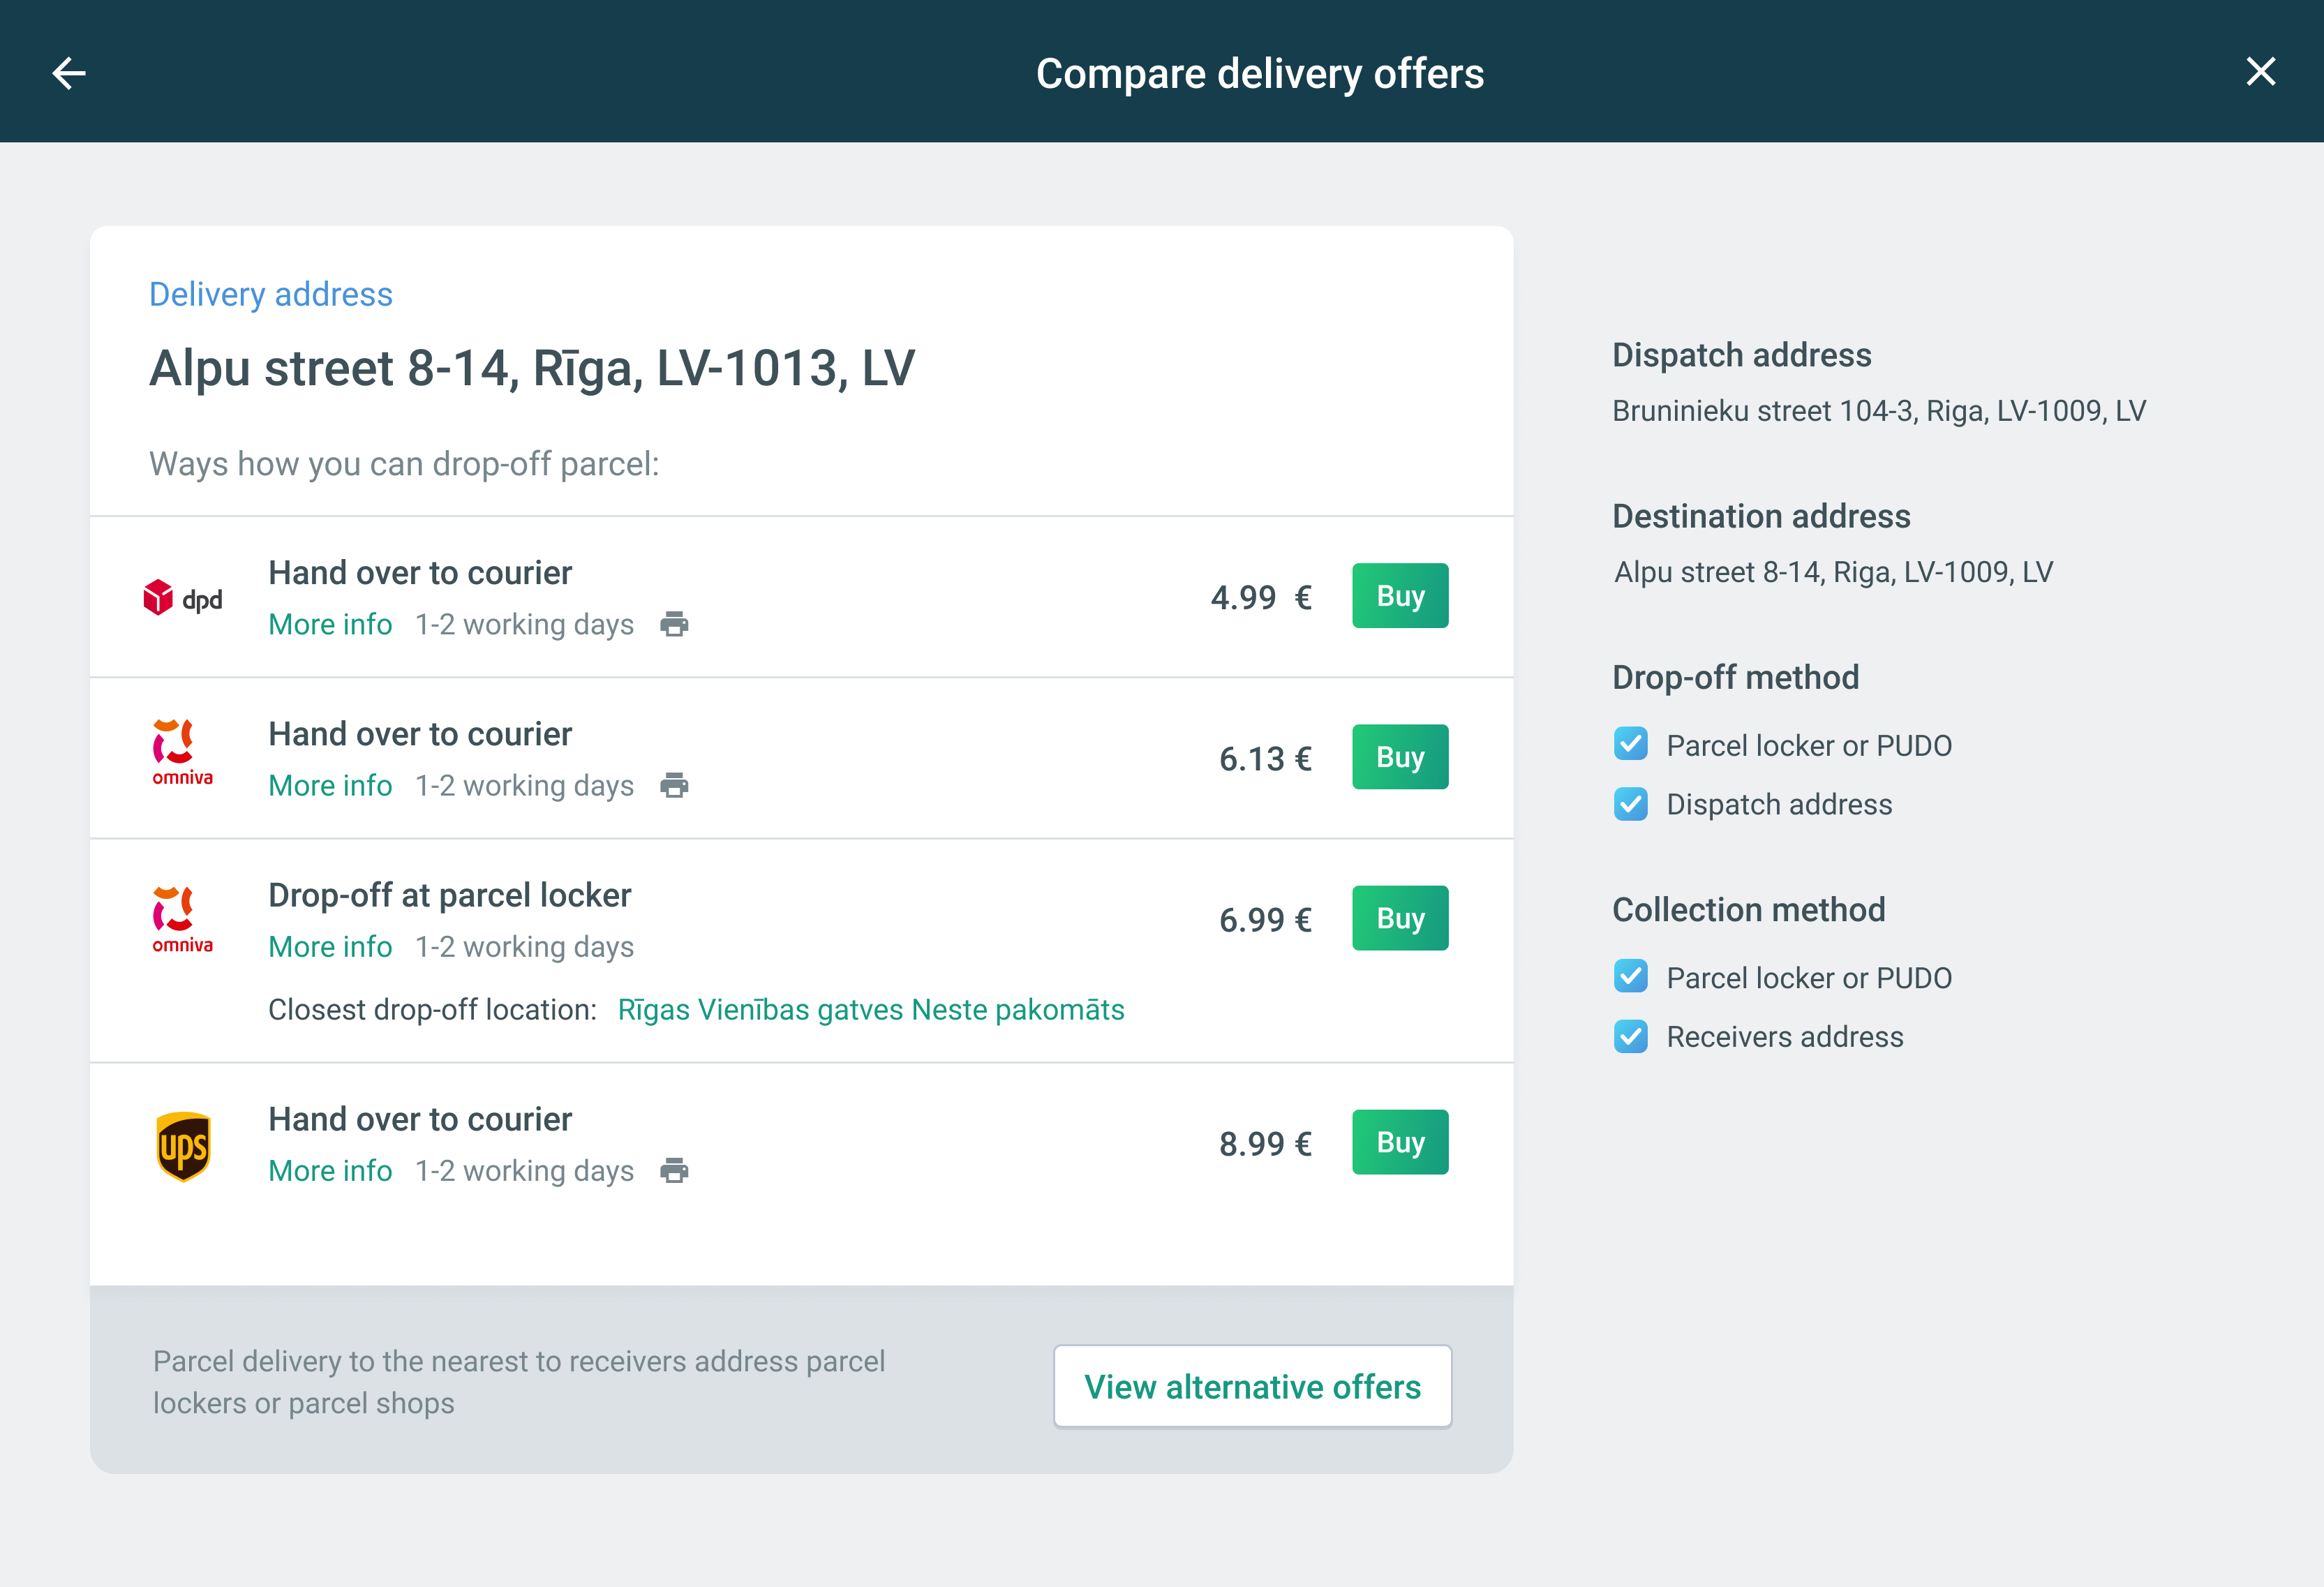 Compare delivery offers
Delivery address
Alpu street 8-14, Rīga, LV-1013, LV
Ways how you can drop-off parcel:
dpd
Hand over to courier
More info 1-2 working days
4.99 €
Buy
omniva
Hand over to courier
More info 1-2 working days
6.13 €
Buy
omniva
Drop-off at parcel locker
More info 1-2 working days
6.99 €
Buy
Closest drop-off location: Rīgas Vienības gatves Neste pakomāts
ups
Hand over to courier
More info 1-2 working days
8.99 €
Buy
Parcel delivery to the nearest to receivers address parcel
lockers or parcel shops
View alternative offers
Dispatch address
Bruninieku street 104-3, Riga, LV-1009, LV
Destination address
Alpu street 8-14, Riga, LV-1009, LV
Drop-off method
Parcel locker or PUDO
Dispatch address
Collection method
Parcel locker or PUDO
Receivers address